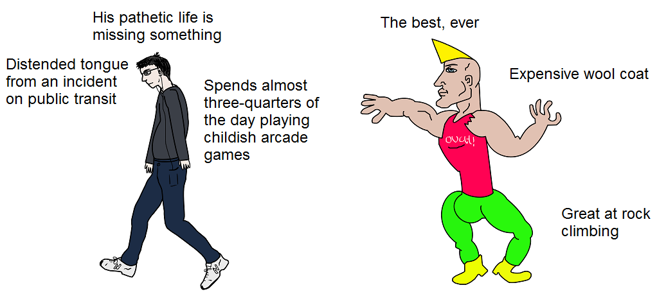 His pathetic life is
missing something
Distended tongue
from an incident
on public transit
Spends almost
three-quarters of
the day playing
childish arcade
games
The best, ever
Expensive wool coat
Great at rock
climbing